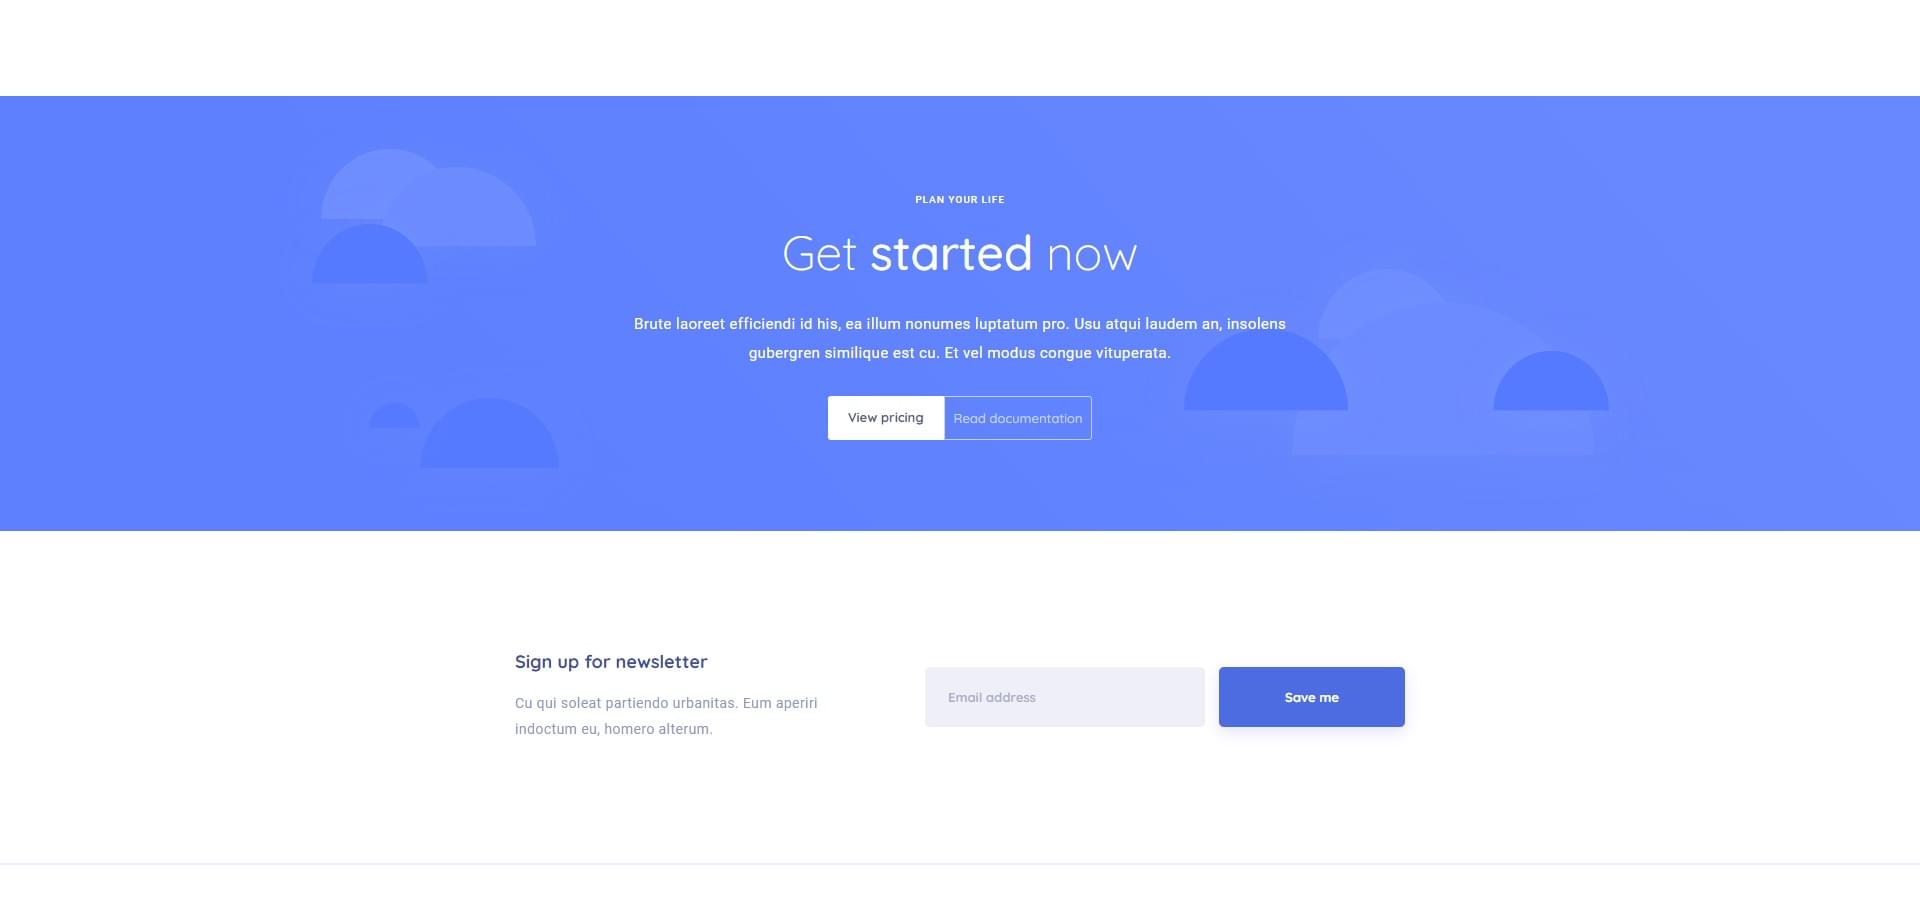 PLAN YOUR LIFE
Get started now
Brute laoreet efficiendi id his, ea illum nonumes luptatum pro. Usu atqui laudem an, insolens
gubergren similique est cu. Et vel modus congue vituperata.
View pricing
Read documentation
Sign up for newsletter
Cu qui soleat partiendo urbanitas. Eum aperiri
indoctum eu, homero alterum.
Email address
Save me